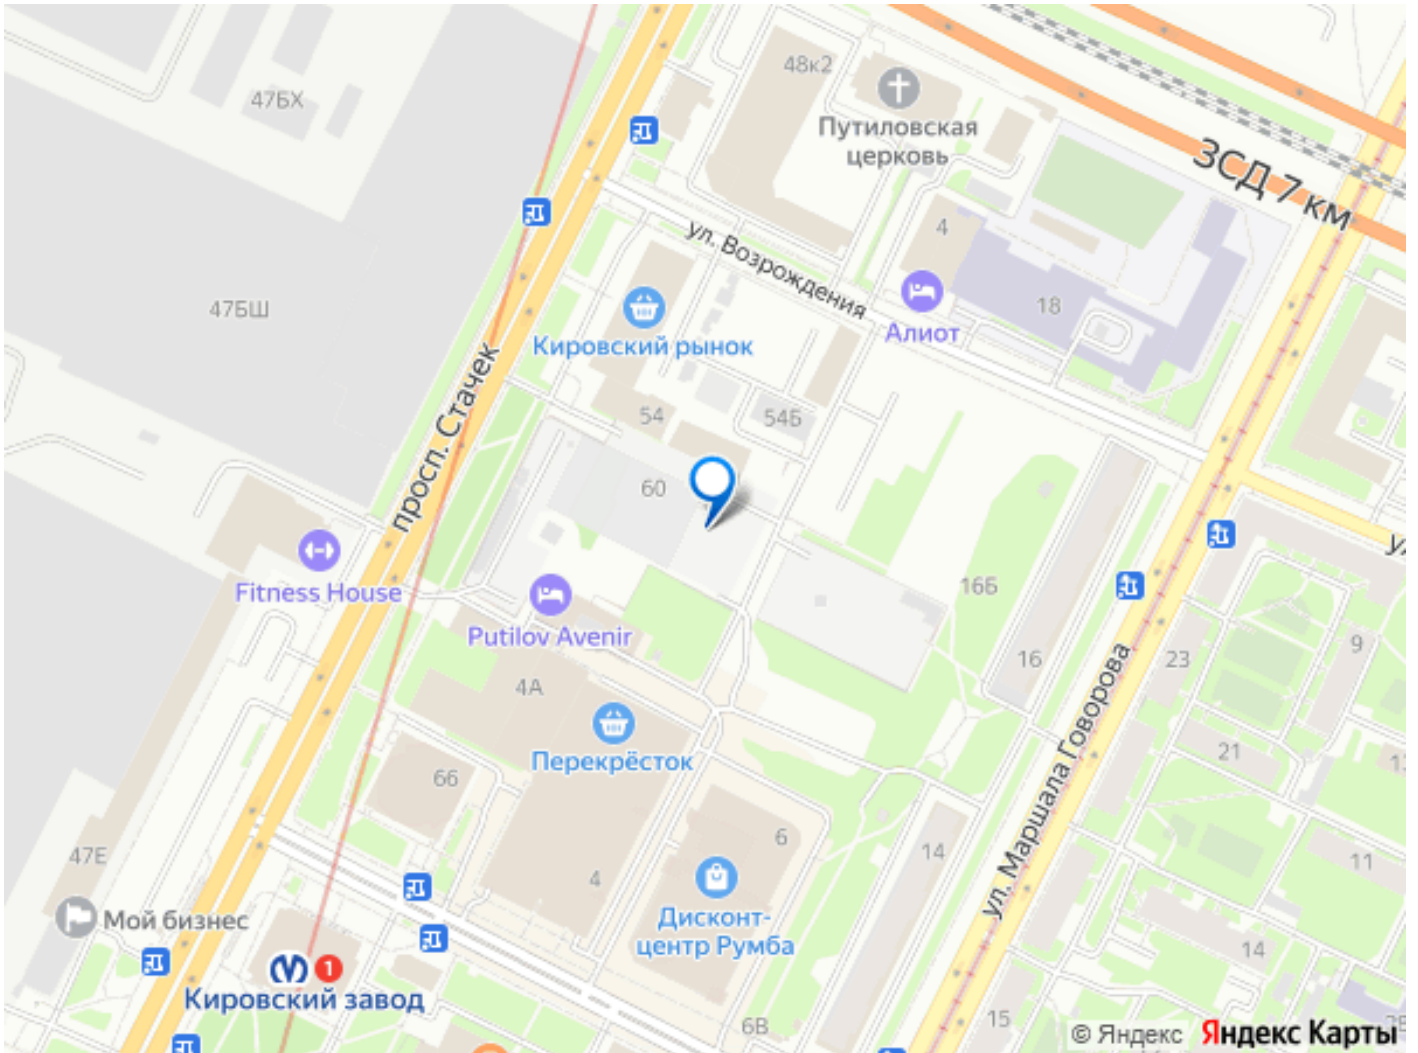 47БХ
48к2
Путиловская
церковь
ЗСД 7 км
4
ул. Возрождения
18
47БШ
Алиот
Кировский рынок
просп. Стачек
54
54Б
60
Fitness House
Putilov Avenir
16Б
16
ул. Маршала Говорова
23
9
4А
Перекрёсток
21
66
6
14
11
47Е
4
Мой бизнес
Дисконт-
центр Румба
14
1
Кировский завод
6В
15
© Яндекс
Яндекс Карты